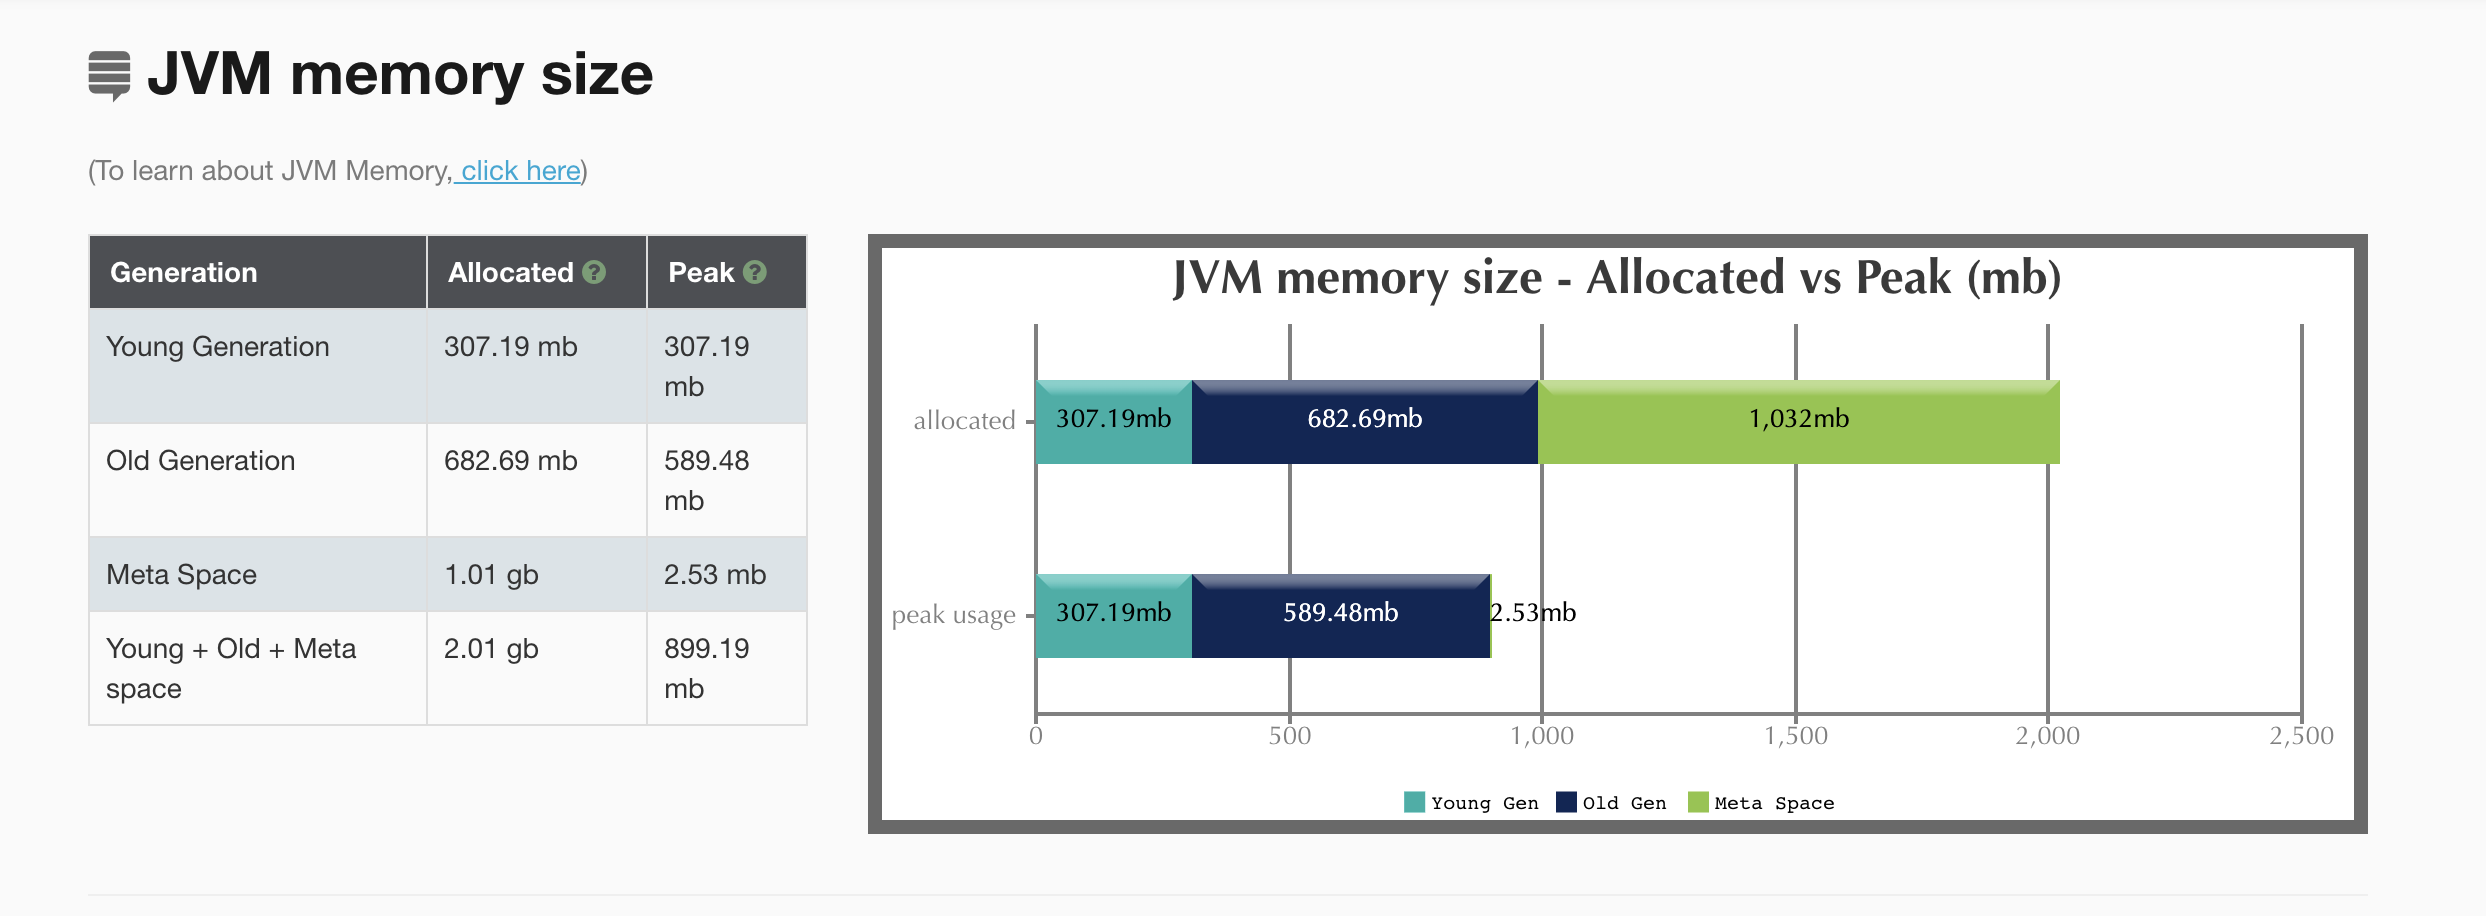 JVM memory size
(To learn about JVM Memory, click here)
Generation Allocated ? Peak ?
Young Generation 307.19 mb 307.19
mb
Old Generation 682.69 mb 589.48
mb
Meta Space 1.01 gb 2.53 mb
Young + Old + Meta 2.01 gb 899.19
space mb
JVM memory size - Allocated vs Peak (mb)
allocated 307.19mb 682.69mb 1,032mb
peak usage 307.19mb 589.48mb 2.53mb
0 500 1,000 1,500 2,000 2,500
Young Gen Old Gen Meta Space